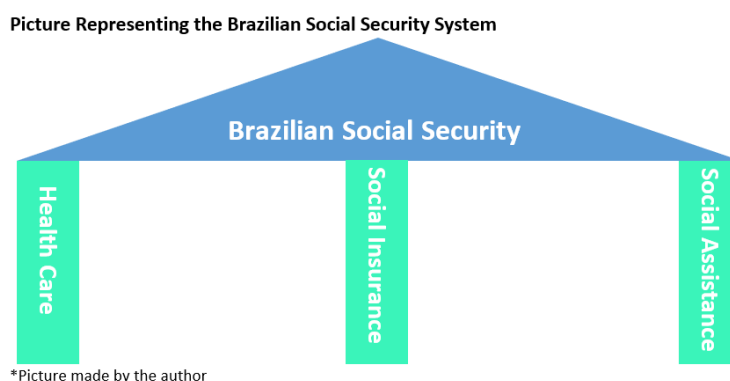 Picture Representing the Brazilian Social Security System
Brazilian Social Security
Health Care
Social Insurance
Social Assistance
*Picture made by the author